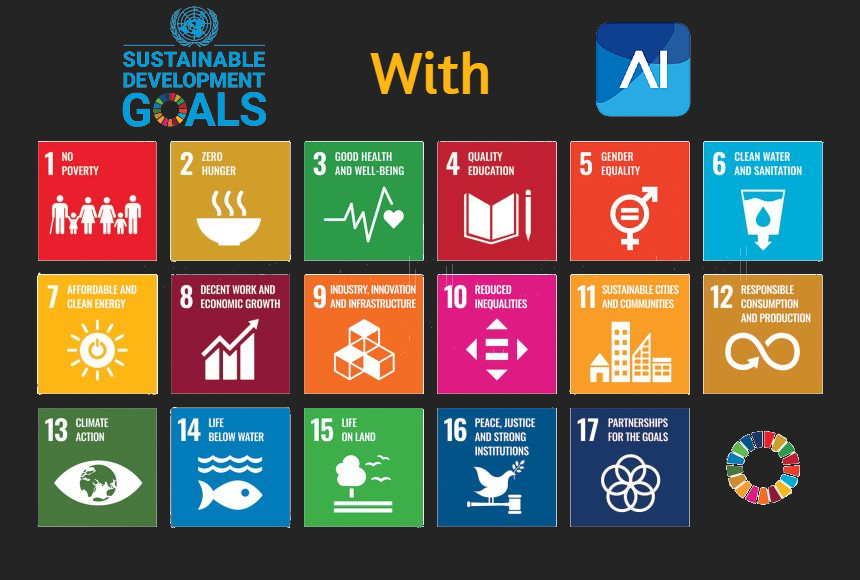 SUSTAINABLE
DEVELOPMENT
GOALS
With
AI
1 NO
POVERTY
2 ZERO
HUNGER
3 GOOD HEALTH
AND WELL-BEING
4 QUALITY
EDUCATION
5 GENDER
EQUALITY
6 CLEAN WATER
AND SANITATION
7 AFFORDABLE AND
CLEAN ENERGY
8 DECENT WORK AND
ECONOMIC GROWTH
9 INDUSTRY, INNOVATION
AND INFRASTRUCTURE
10 REDUCED
INEQUALITIES
11 SUSTAINABLE CITIES
AND COMMUNITIES
12 RESPONSIBLE
CONSUMPTION
AND PRODUCTION
13 CLIMATE
ACTION
14 LIFE
BELOW WATER
15 LIFE
ON LAND
16 PEACE, JUSTICE
AND STRONG
INSTITUTIONS
17 PARTNERSHIPS
FOR THE GOALS